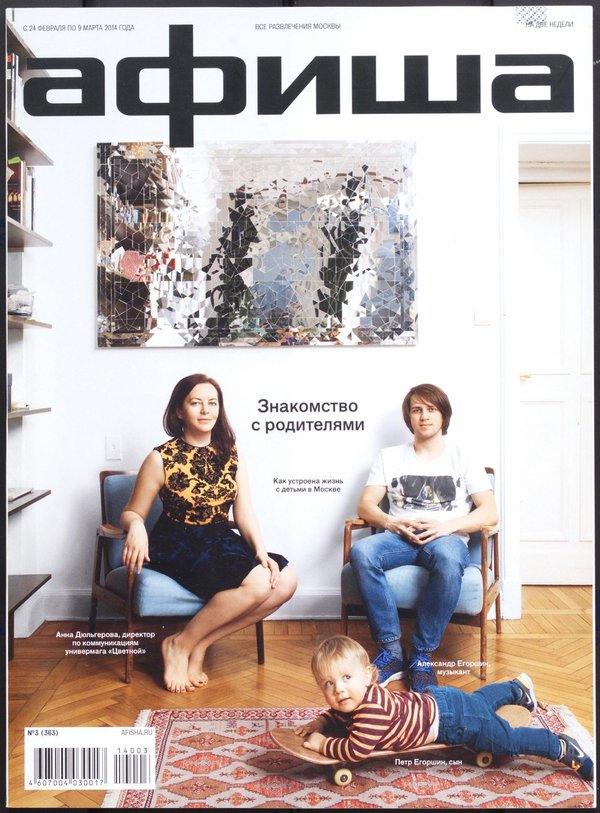 С 24 ФЕВРАЛЯ ПО 9 МАРТА 2014 ГОДА
ВСЕ РАЗВЛЕЧЕНИЯ МОСКВЫ
НА ДВЕ НЕДЕЛИ
афиша
Знакомство
с родителями
Как устроена жизнь
с детьми в Москве
Анна Дюльгерова, директор
по коммуникациям
универмага «Цветной»
Александр Егоршин,
музыкант
Петр Егоршин, сын
№3 (363)
AFISHA.RU
14003
4 607004 030017